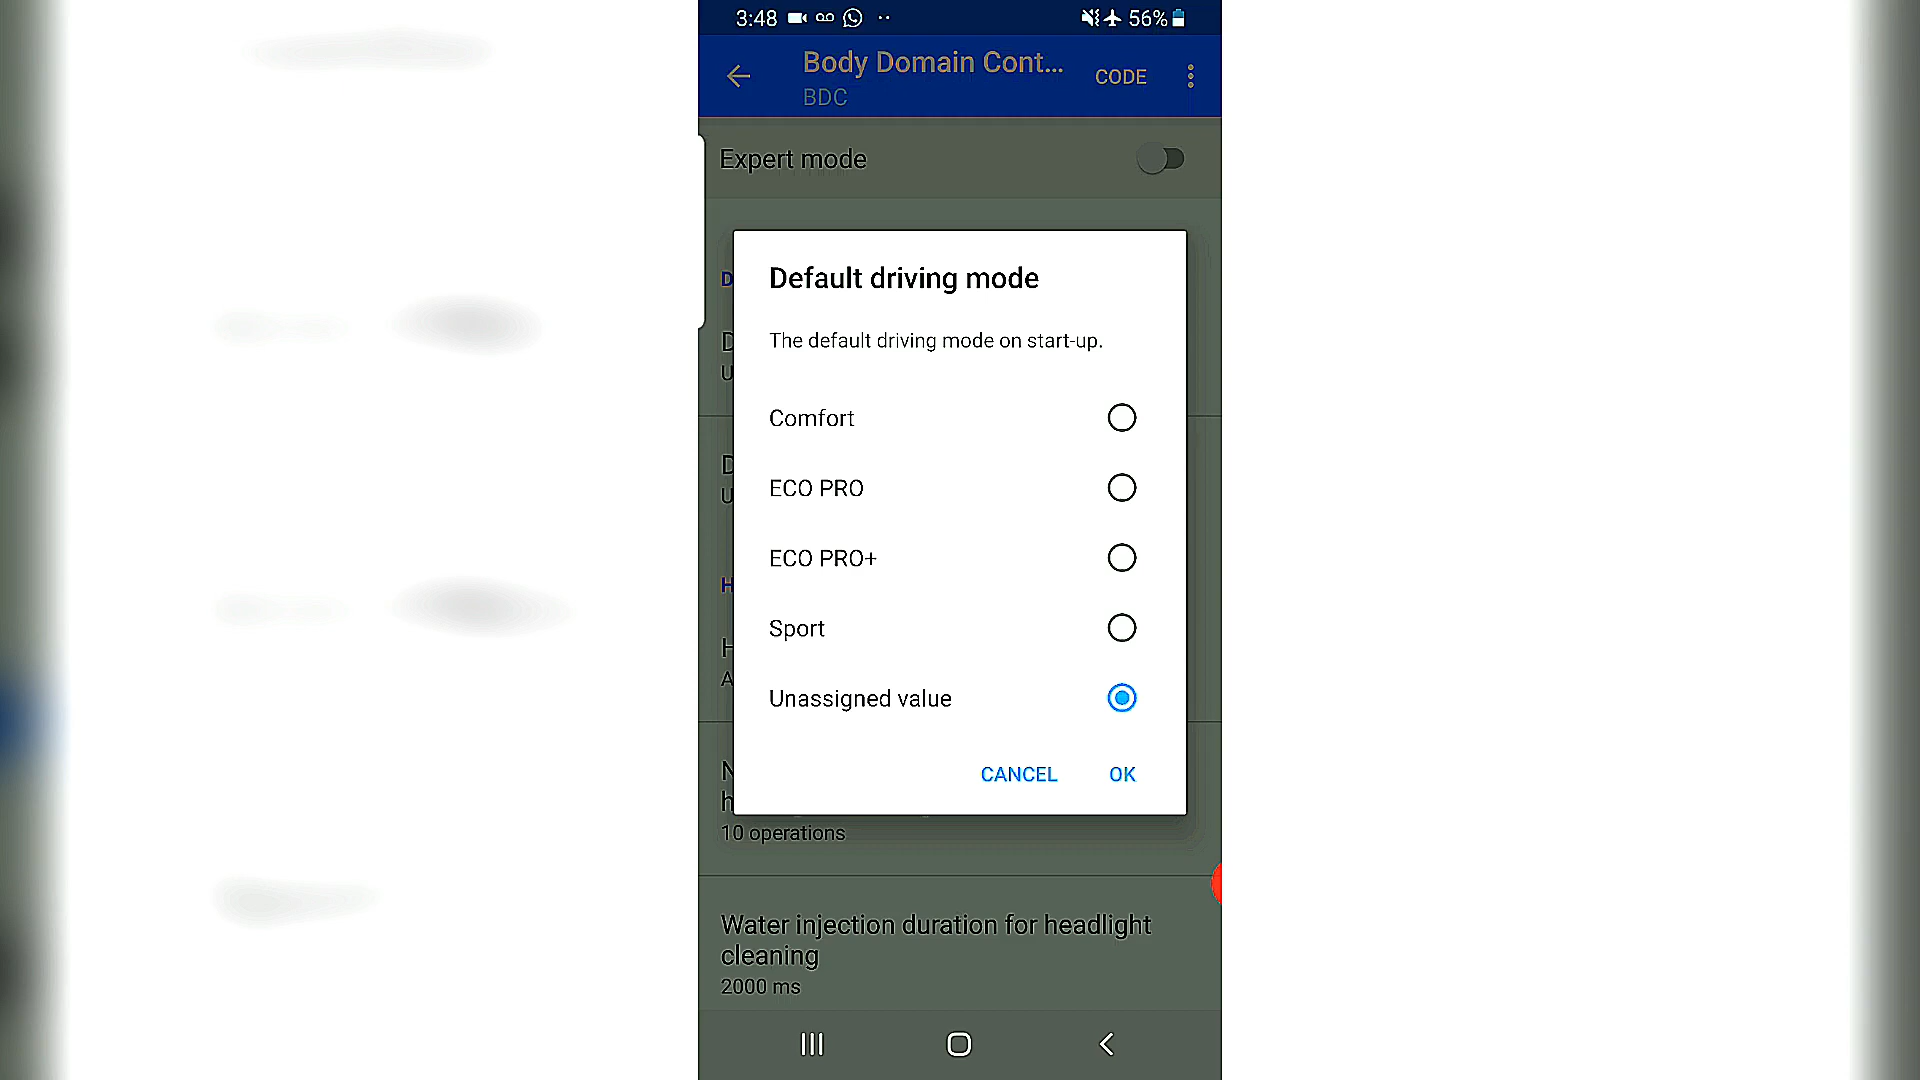 3:48
56%
Body Domain Cont...
CODE
BDC
Expert mode
Default driving mode
The default driving mode on start-up.
Comfort
ECO PRO
ECO PRO+
Sport
Unassigned value
CANCEL
OK
10 operations
Water injection duration for headlight
cleaning
2000 ms